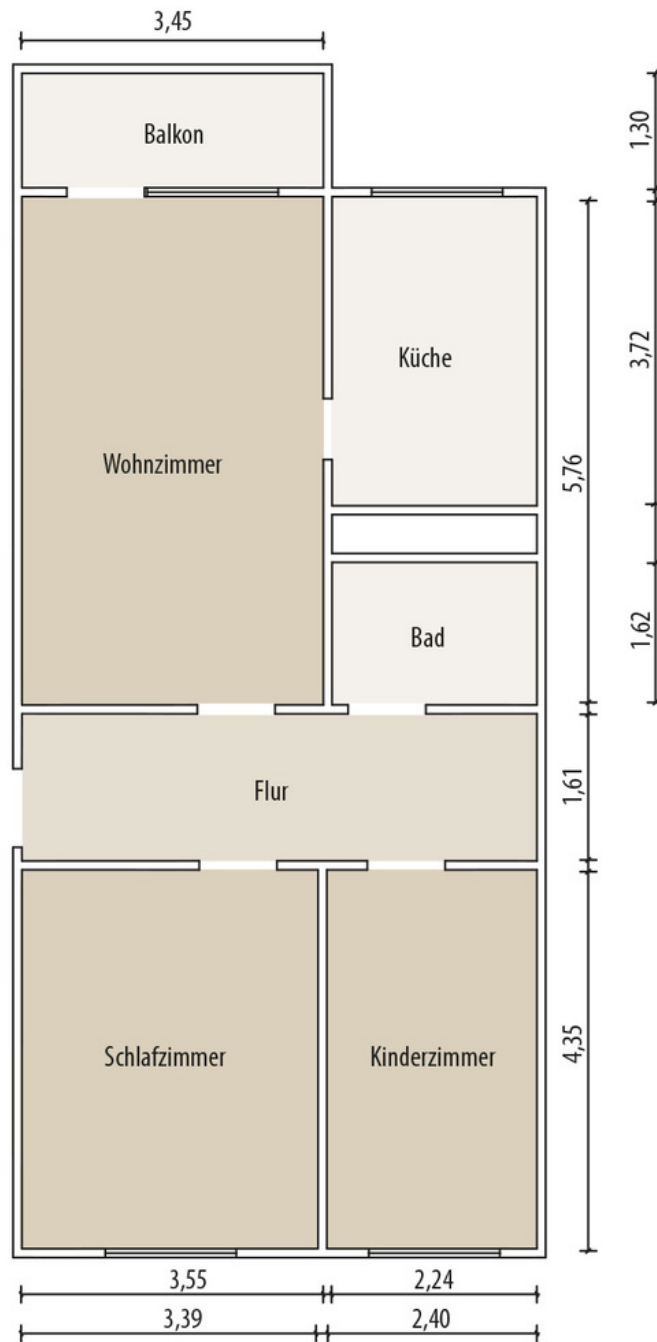 3,45
Balkon
1,30
Küche
3,72
Wohnzimmer
5,76
Bad
1,62
Flur
1,61
Schlafzimmer
Kinderzimmer
4,35
3,55
2,24
3,39
2,40